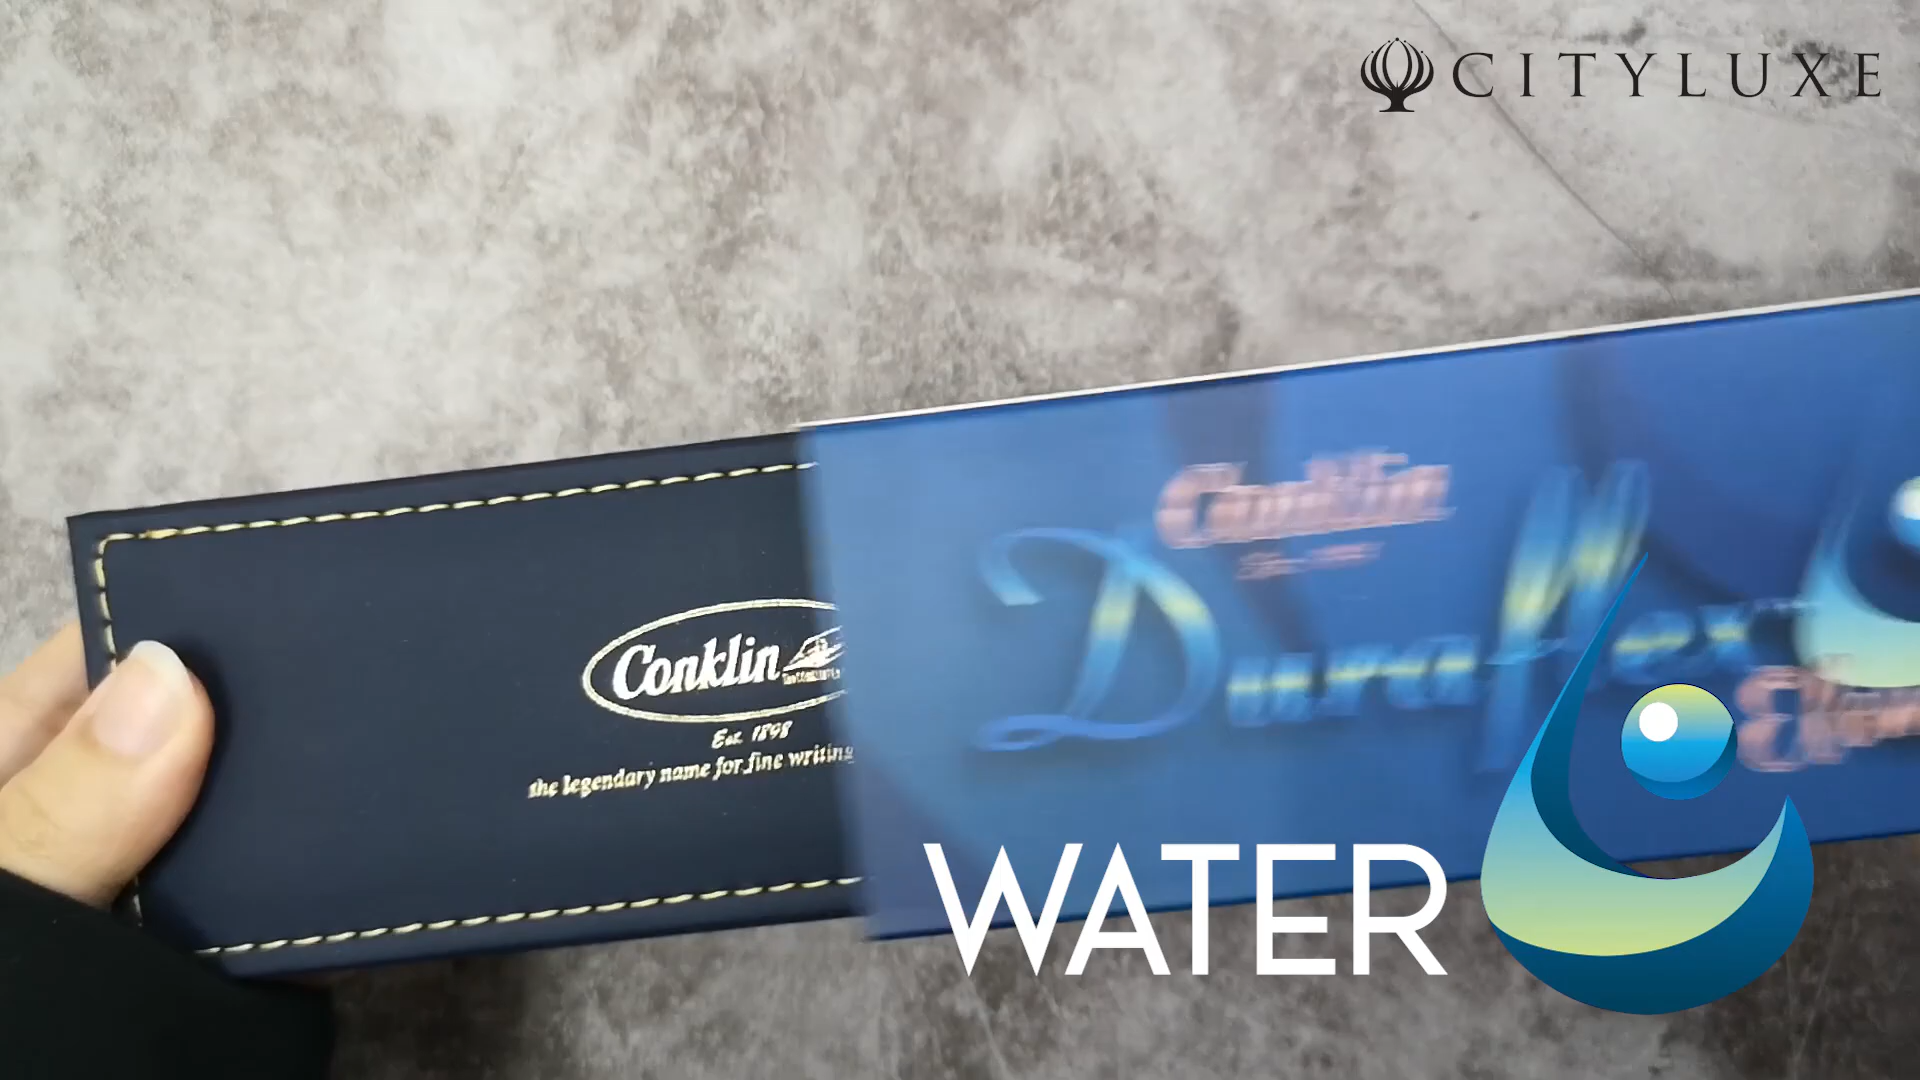 CITYLUXE
Conklin
Est. 1898
the legendary name for fine writing
Conklin
Duraflex
WATER